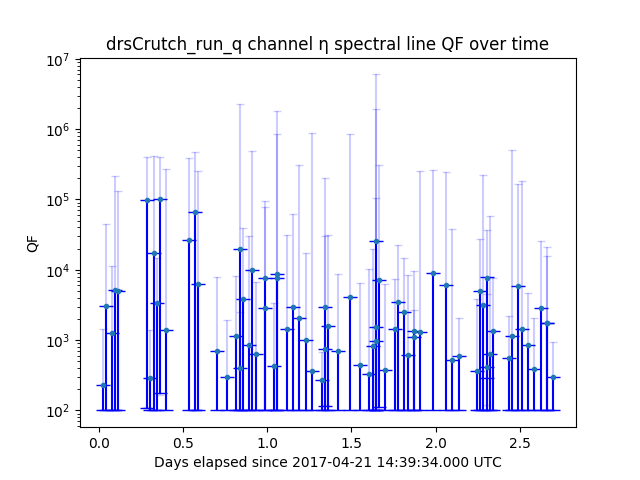 drsCrutch_run_q channel η spectral line QF over time
10⁷
10⁶
10⁵
10⁴
10³
10²
QF
0.0 0.5 1.0 1.5 2.0 2.5
Days elapsed since 2017-04-21 14:39:34.000 UTC